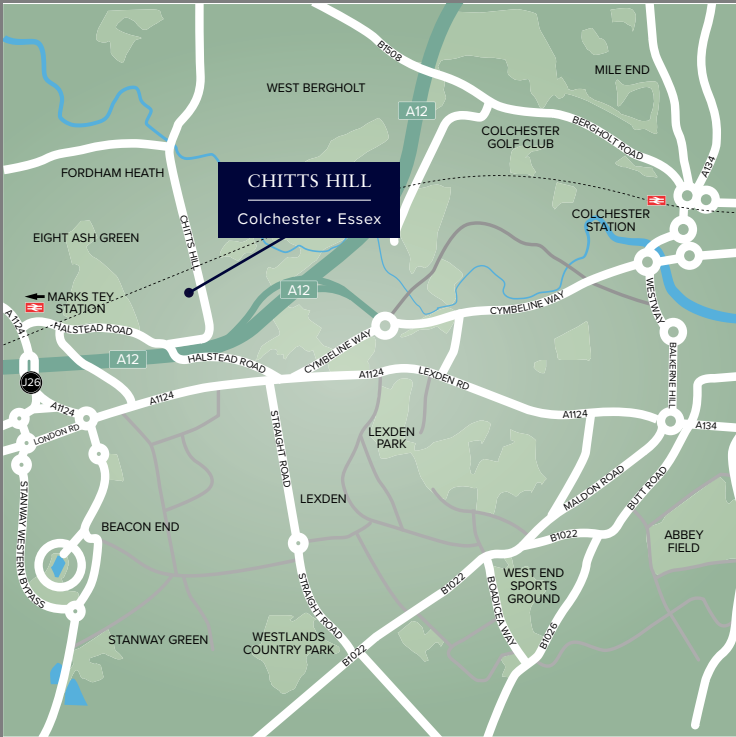 B1508
MILE END
WEST BERGHOLT
A12
COLCHESTER
GOLF CLUB
BERGHOLT ROAD
A134
FORDHAM HEATH
CHITTS HILL
Colchester • Essex
COLCHESTER
STATION
CHITTS HILL
EIGHT ASH GREEN
MARKS TEY
STATION
A12
CYMBELINE WAY
WESTWAY
A1124
HALSTEAD ROAD
A12
HALSTEAD ROAD
CYMBELINE WAY
BALKERNE HILL
J26
A1124
LEXDEN RD
A1124
A1124
A1124
A134
LONDON RD
STRAIGHT ROAD
LEXDEN
PARK
STANWAY WESTERN BYPASS
LEXDEN
MALDON ROAD
BUTT ROAD
BEACON END
B1022
ABBEY
FIELD
WEST END
SPORTS
GROUND
B1022
BOADICEA WAY
STRAIGHT ROAD
STANWAY GREEN
WESTLANDS
COUNTRY PARK
B1022
B1026